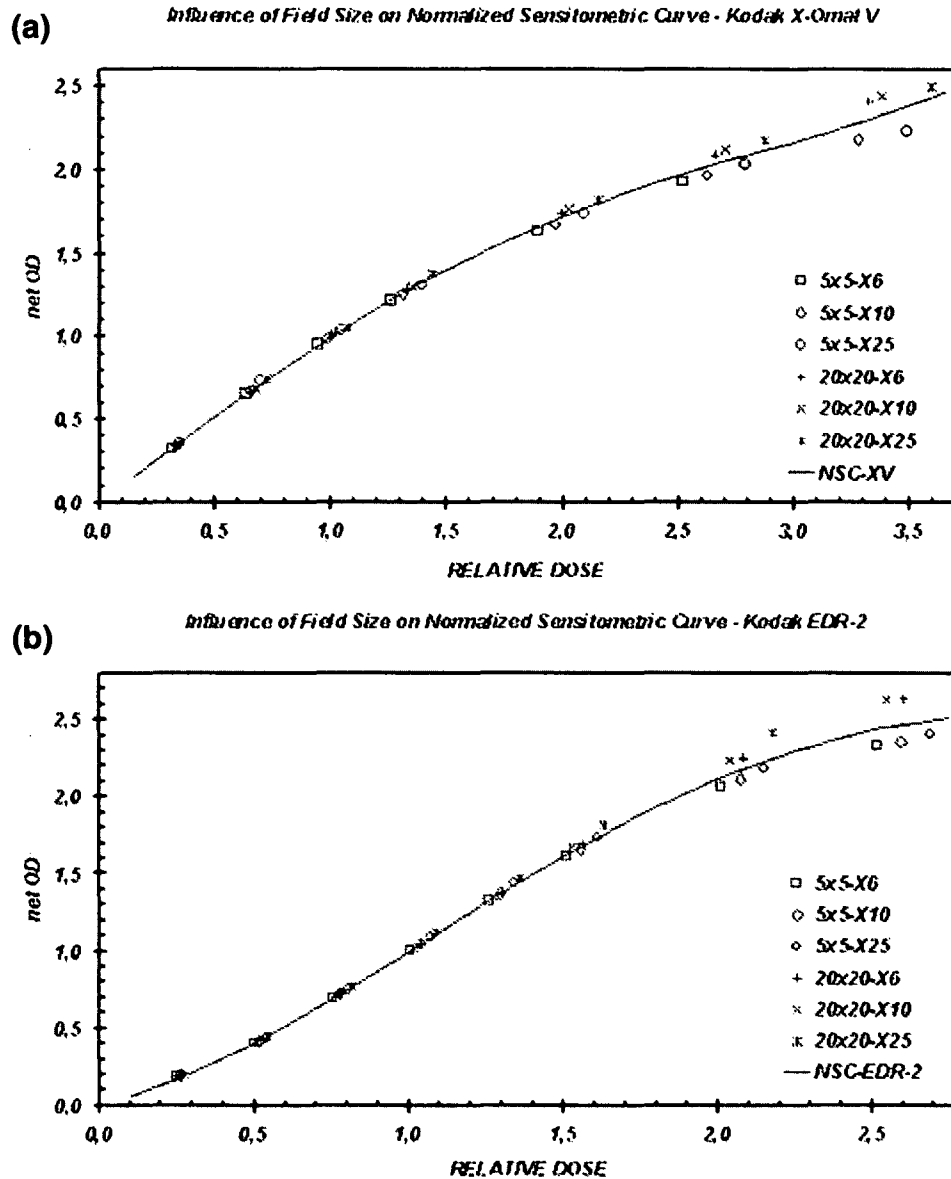 (a)
Influence of Field Size on Normalized Sensitometric Curve - Kodak X-Omat V
2,5
2,0
1,5
1,0
0,5
0,0
net OD
5x5-X6
5x5-X10
5x5-X25
20x20-X6
20x20-X10
20x20-X25
NSC-XV
0,0 0,5 1,0 1,5 2,0 2,5 3,0 3,5
RELATIVE DOSE
(b)
Influence of Field Size on Normalized Sensitometric Curve - Kodak EDR-2
2,5
2,0
1,5
1,0
0,5
0,0
net OD
5x5-X6
5x5-X10
5x5-X25
20x20-X6
20x20-X10
20x20-X25
NSC-EDR-2
0,0 0,5 1,0 1,5 2,0 2,5
RELATIVE DOSE